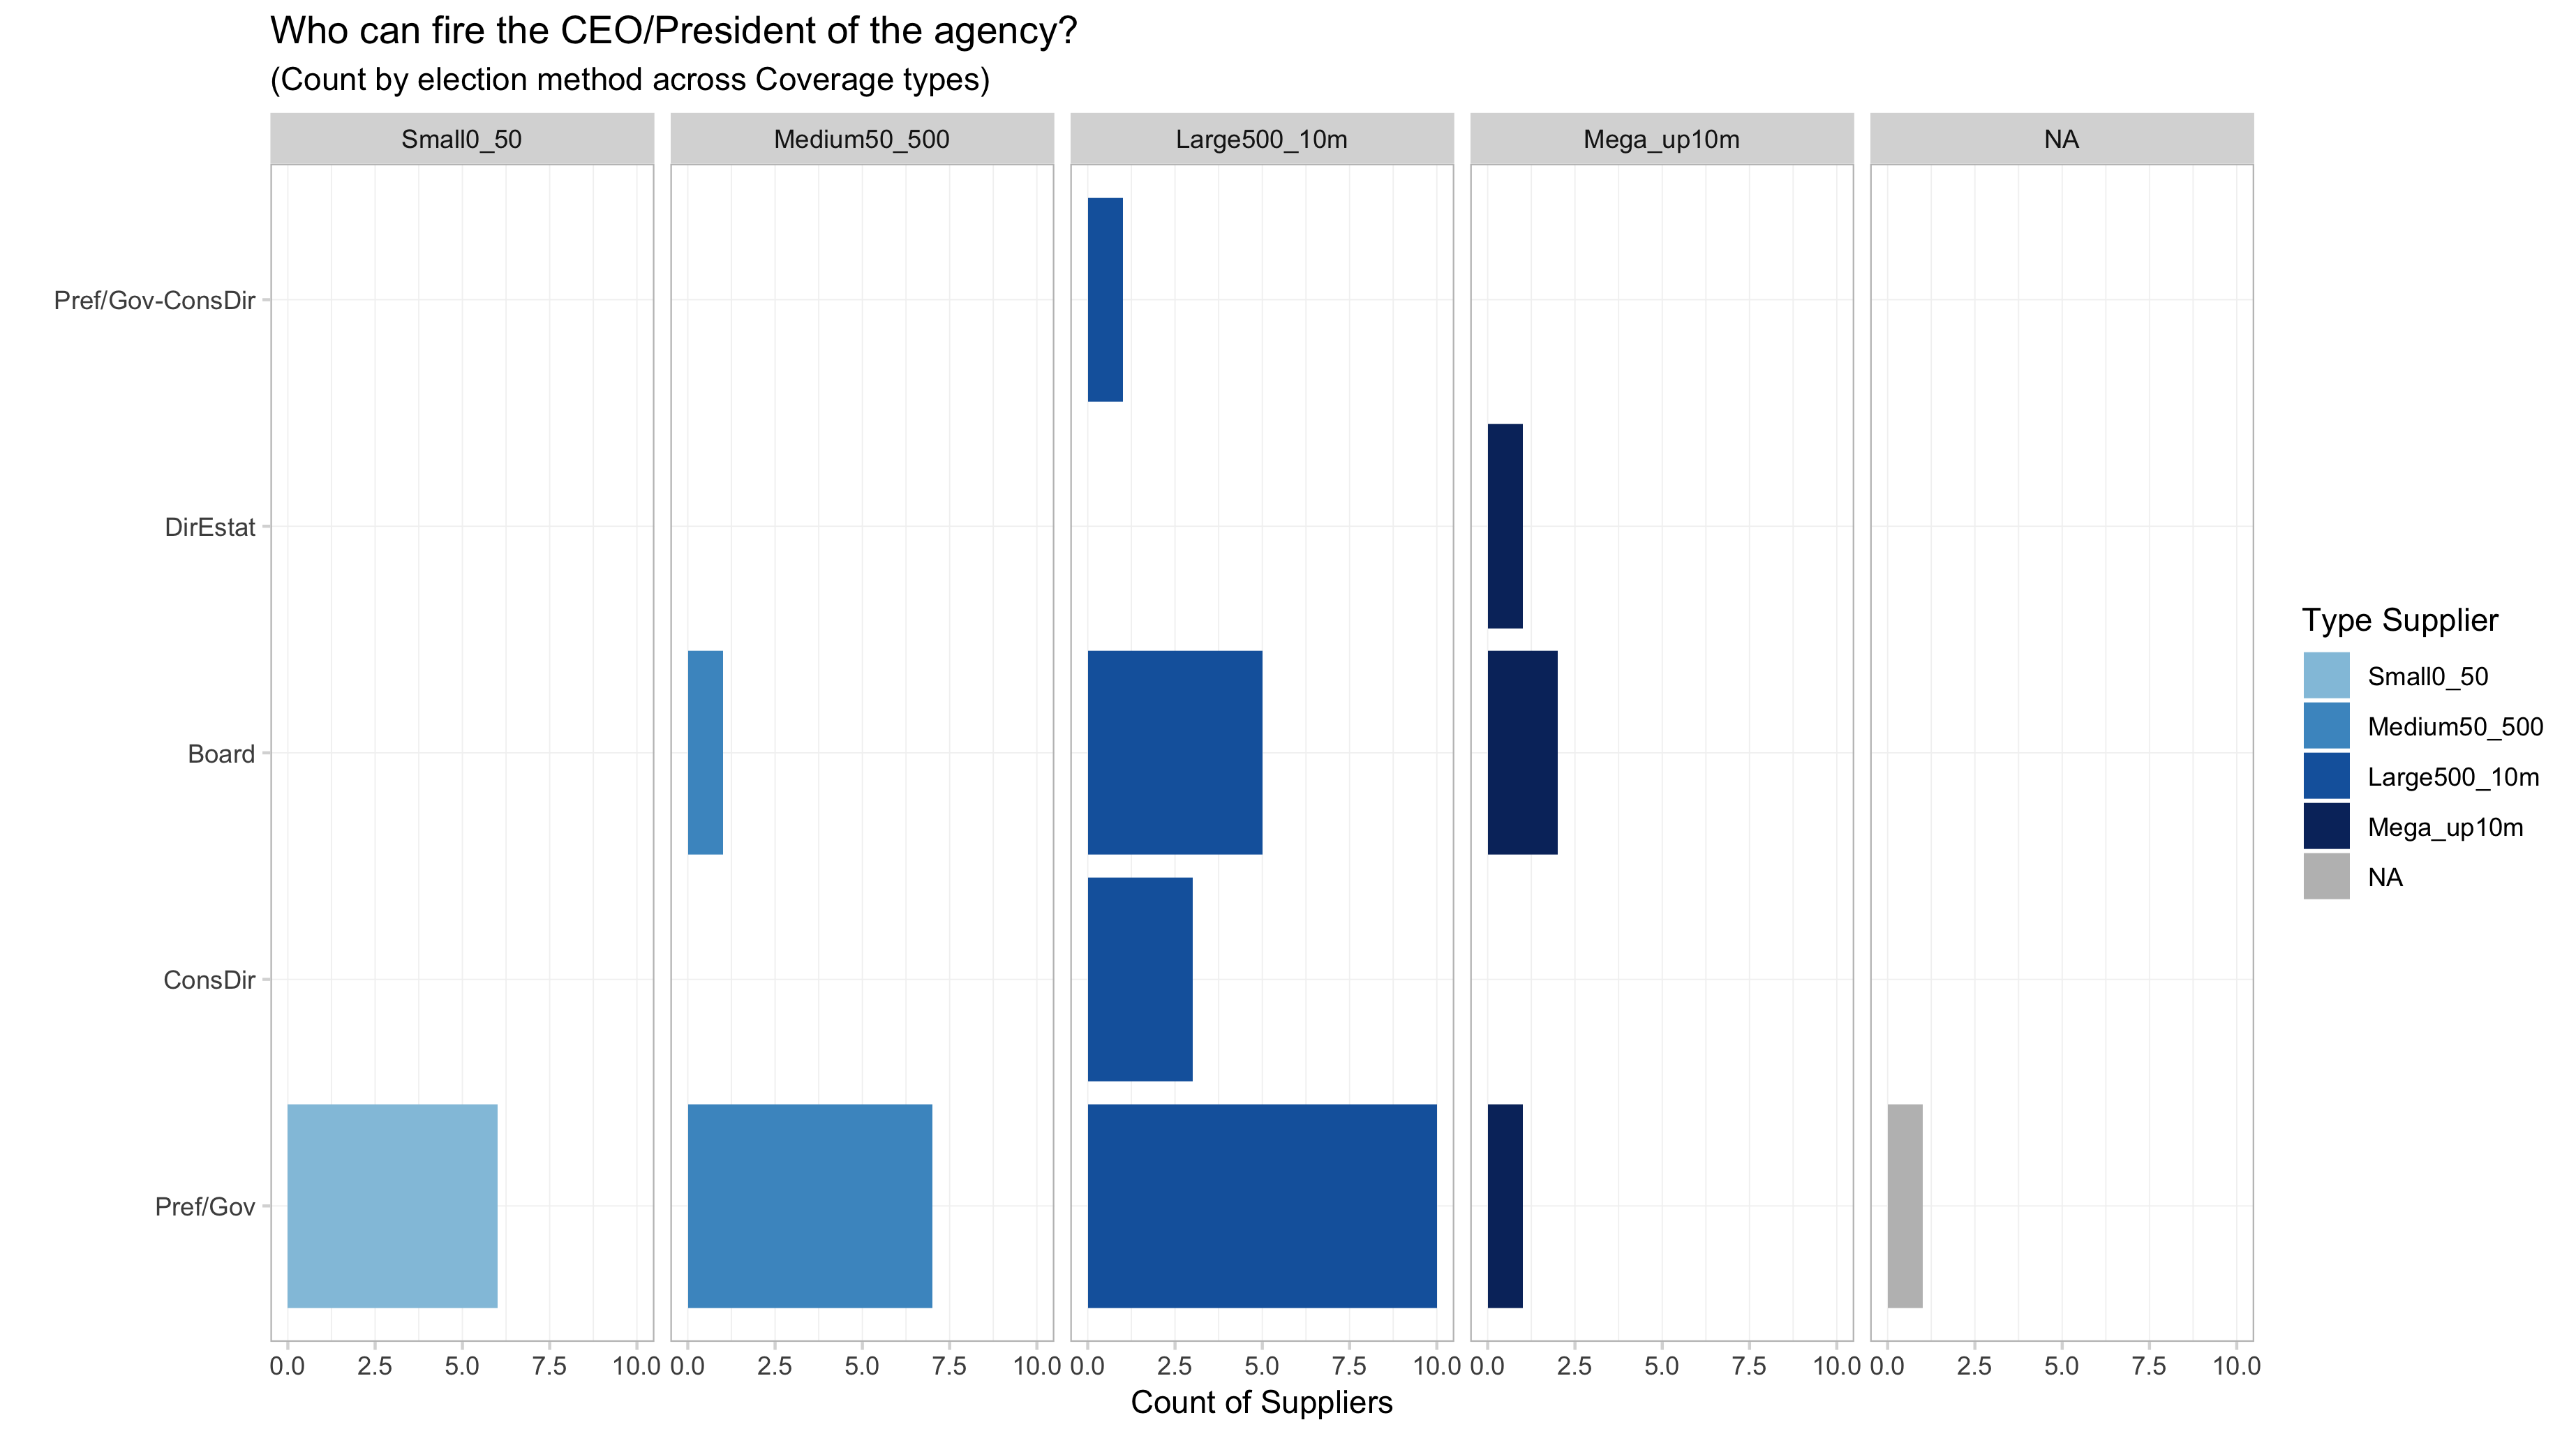 Who can fire the CEO/President of the agency?
(Count by election method across Coverage types)
Small0_50
Medium50_500
Large500_10m
Mega_up10m
NA
Pref/Gov-ConsDir
DirEstat
Board
ConsDir
Pref/Gov
0.0 2.5 5.0 7.5 10.0 0.0 2.5 5.0 7.5 10.0 0.0 2.5 5.0 7.5 10.0 0.0 2.5 5.0 7.5 10.0 0.0 2.5 5.0 7.5 10.0
Count of Suppliers
Type Supplier
Small0_50
Medium50_500
Large500_10m
Mega_up10m
NA